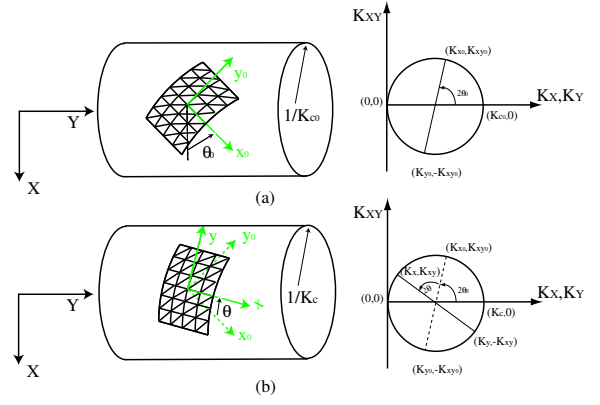 KXY
(Kx0,Kxy0)
y0
(0,0)
2θ0
Y
1/Kc0
KX,KY
(Kc0,0)
θ0
x0
X
(Ky0,-Kxy0)
(a)
KXY
y
y0
(Kx0,Kxy0)
(Kx,Kxy)
2θ
2θ0
(0,0)
Y
1/Kc
KX,KY
x
(Kc,0)
θ
x0
(Ky,-Kxy)
X
(Ky0,-Kxy0)
(b)